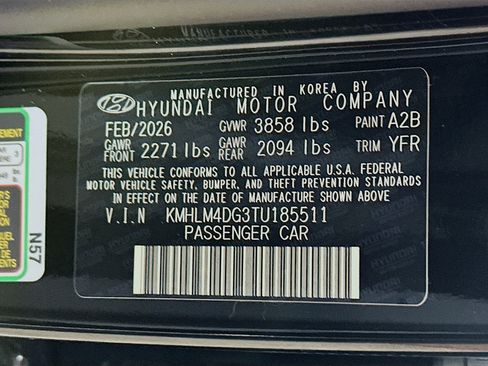 MANUFACTURED IN KOREA BY
HYUNDAI MOTOR COMPANY
FEB/2026 GVWR 3858 lbs PAINT A2B
GAWR FRONT 2271 lbs GAWR REAR 2094 lbs TRIM YFR
THIS VEHICLE CONFORMS TO ALL APPLICABLE U.S.A. FEDERAL
MOTOR VEHICLE SAFETY, BUMPER, AND THEFT PREVENTION STANDARDS
IN EFFECT ON THE DATE OF MANUFACTURE SHOWN ABOVE
V.I.N KMHLM4DG3TU185511
PASSENGER CAR
N57